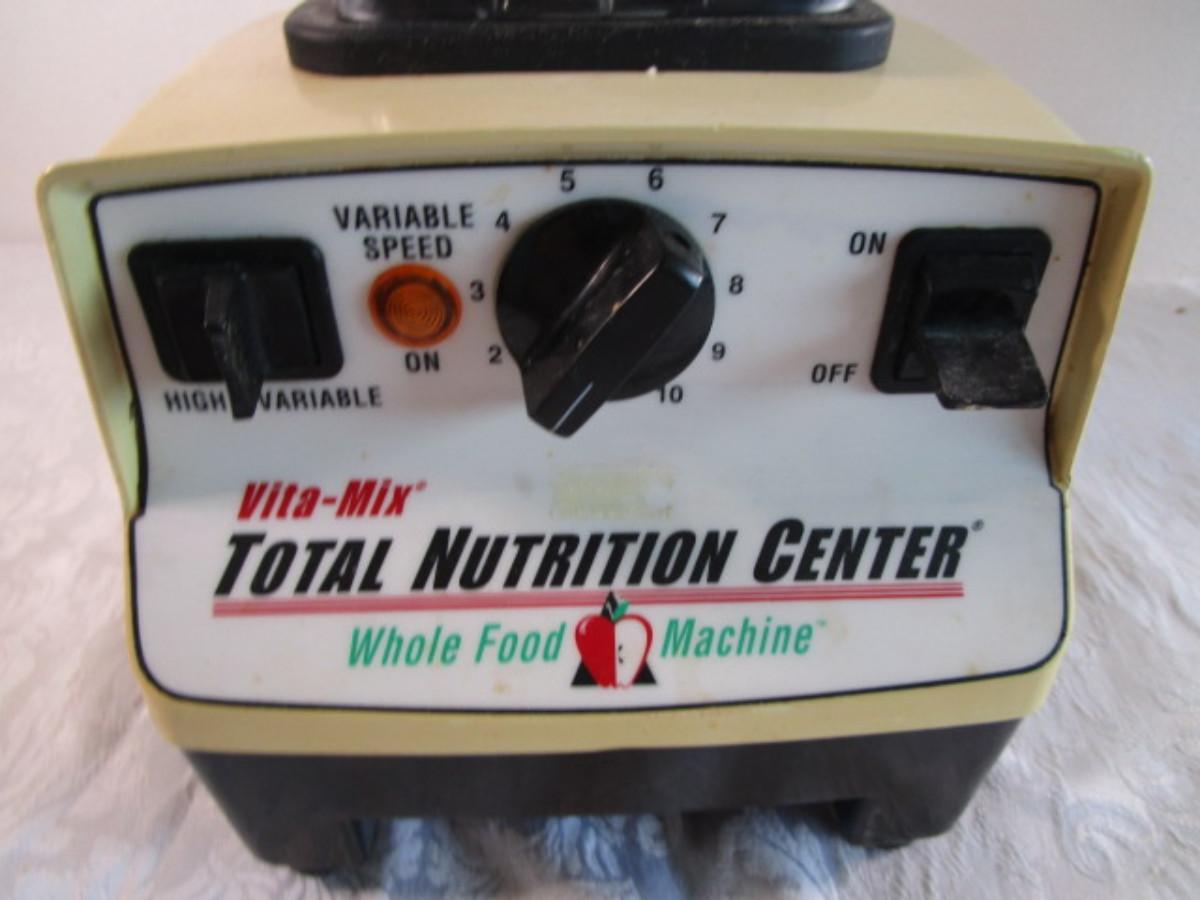 VARIABLE
SPEED
ON
HIGH VARIABLE
2
3
4
5
6
7
8
9
10
ON
OFF
Vita-Mix®
TOTAL NUTRITION CENTER®
Whole Food Machine™